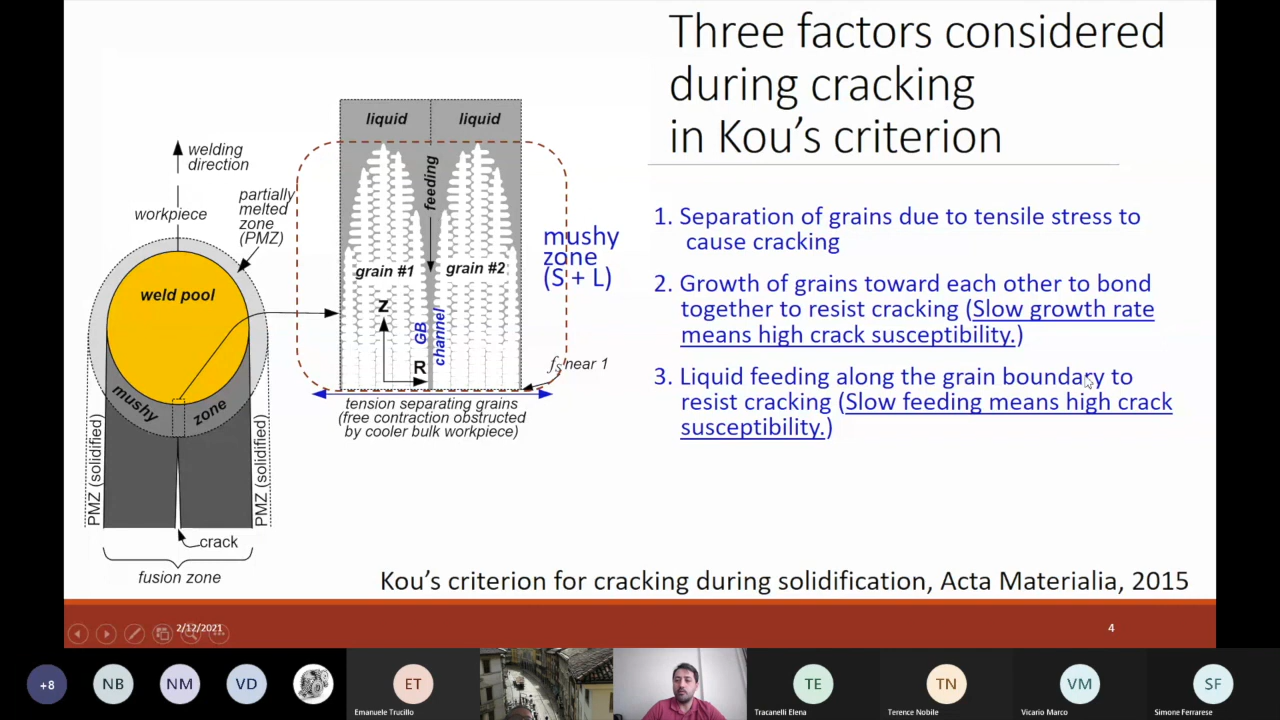 Three factors considered
during cracking
in Kou's criterion
welding
direction
workpiece
partially
melted
zone
(PMZ)
weld pool
mushy
zone
PMZ (solidified)
PMZ (solidified)
crack
fusion zone
liquid
liquid
feeding
grain #1
grain #2
Z
R
GB
channel
mushy
zone
(S + L)
fS near 1
tension separating grains
(free contraction obstructed
by cooler bulk workpiece)
1. Separation of grains due to tensile stress to
cause cracking
2. Growth of grains toward each other to bond
together to resist cracking (Slow growth rate
means high crack susceptibility.)
3. Liquid feeding along the grain boundary to
resist cracking (Slow feeding means high crack
susceptibility.)
Kou's criterion for cracking during solidification, Acta Materialia, 2015
2/12/2021
4
+8
NB
NM
VD
ET
Emanuele Trucillo
TE
Tracanelli Elena
TN
Terence Nobile
VM
Vicario Marco
SF
Simone Ferrarese